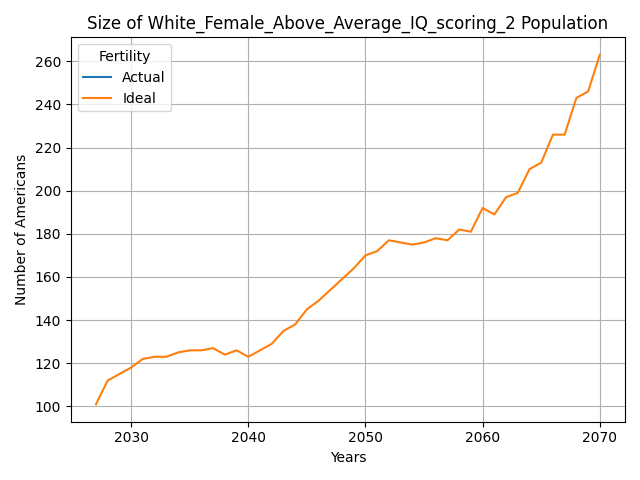 Size of White_Female_Above_Average_IQ_scoring_2 Population
Fertility
Actual
Ideal
Number of Americans
260
240
220
200
180
160
140
120
100
2030 2040 2050 2060 2070
Years